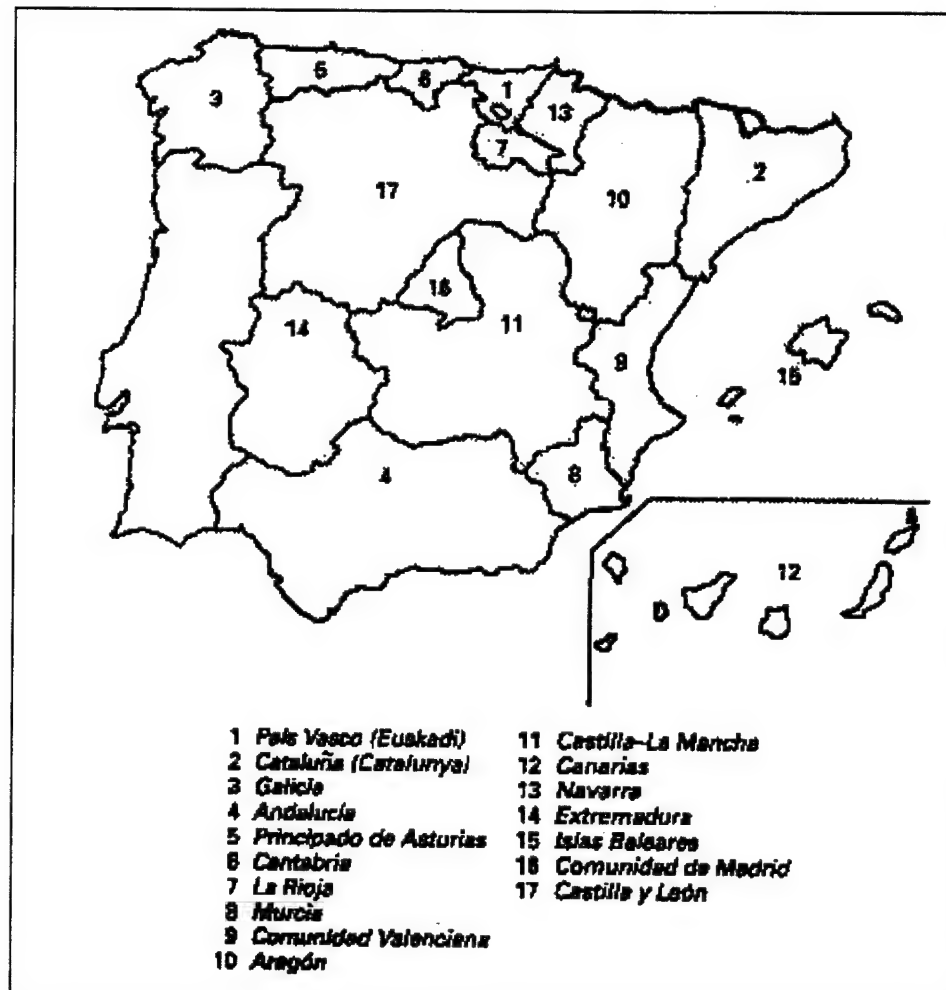 5
6
1
3
13
7
2
17
10
16
14
11
9
15
4
8
12
1 País Vasco (Euskadi)
2 Cataluña (Catalunya)
3 Galicia
4 Andalucía
5 Principado de Asturias
6 Cantabria
7 La Rioja
8 Murcia
9 Comunidad Valenciana
10 Aragón
11 Castilla-La Mancha
12 Canarias
13 Navarra
14 Extremadura
15 Islas Baleares
16 Comunidad de Madrid
17 Castilla y León